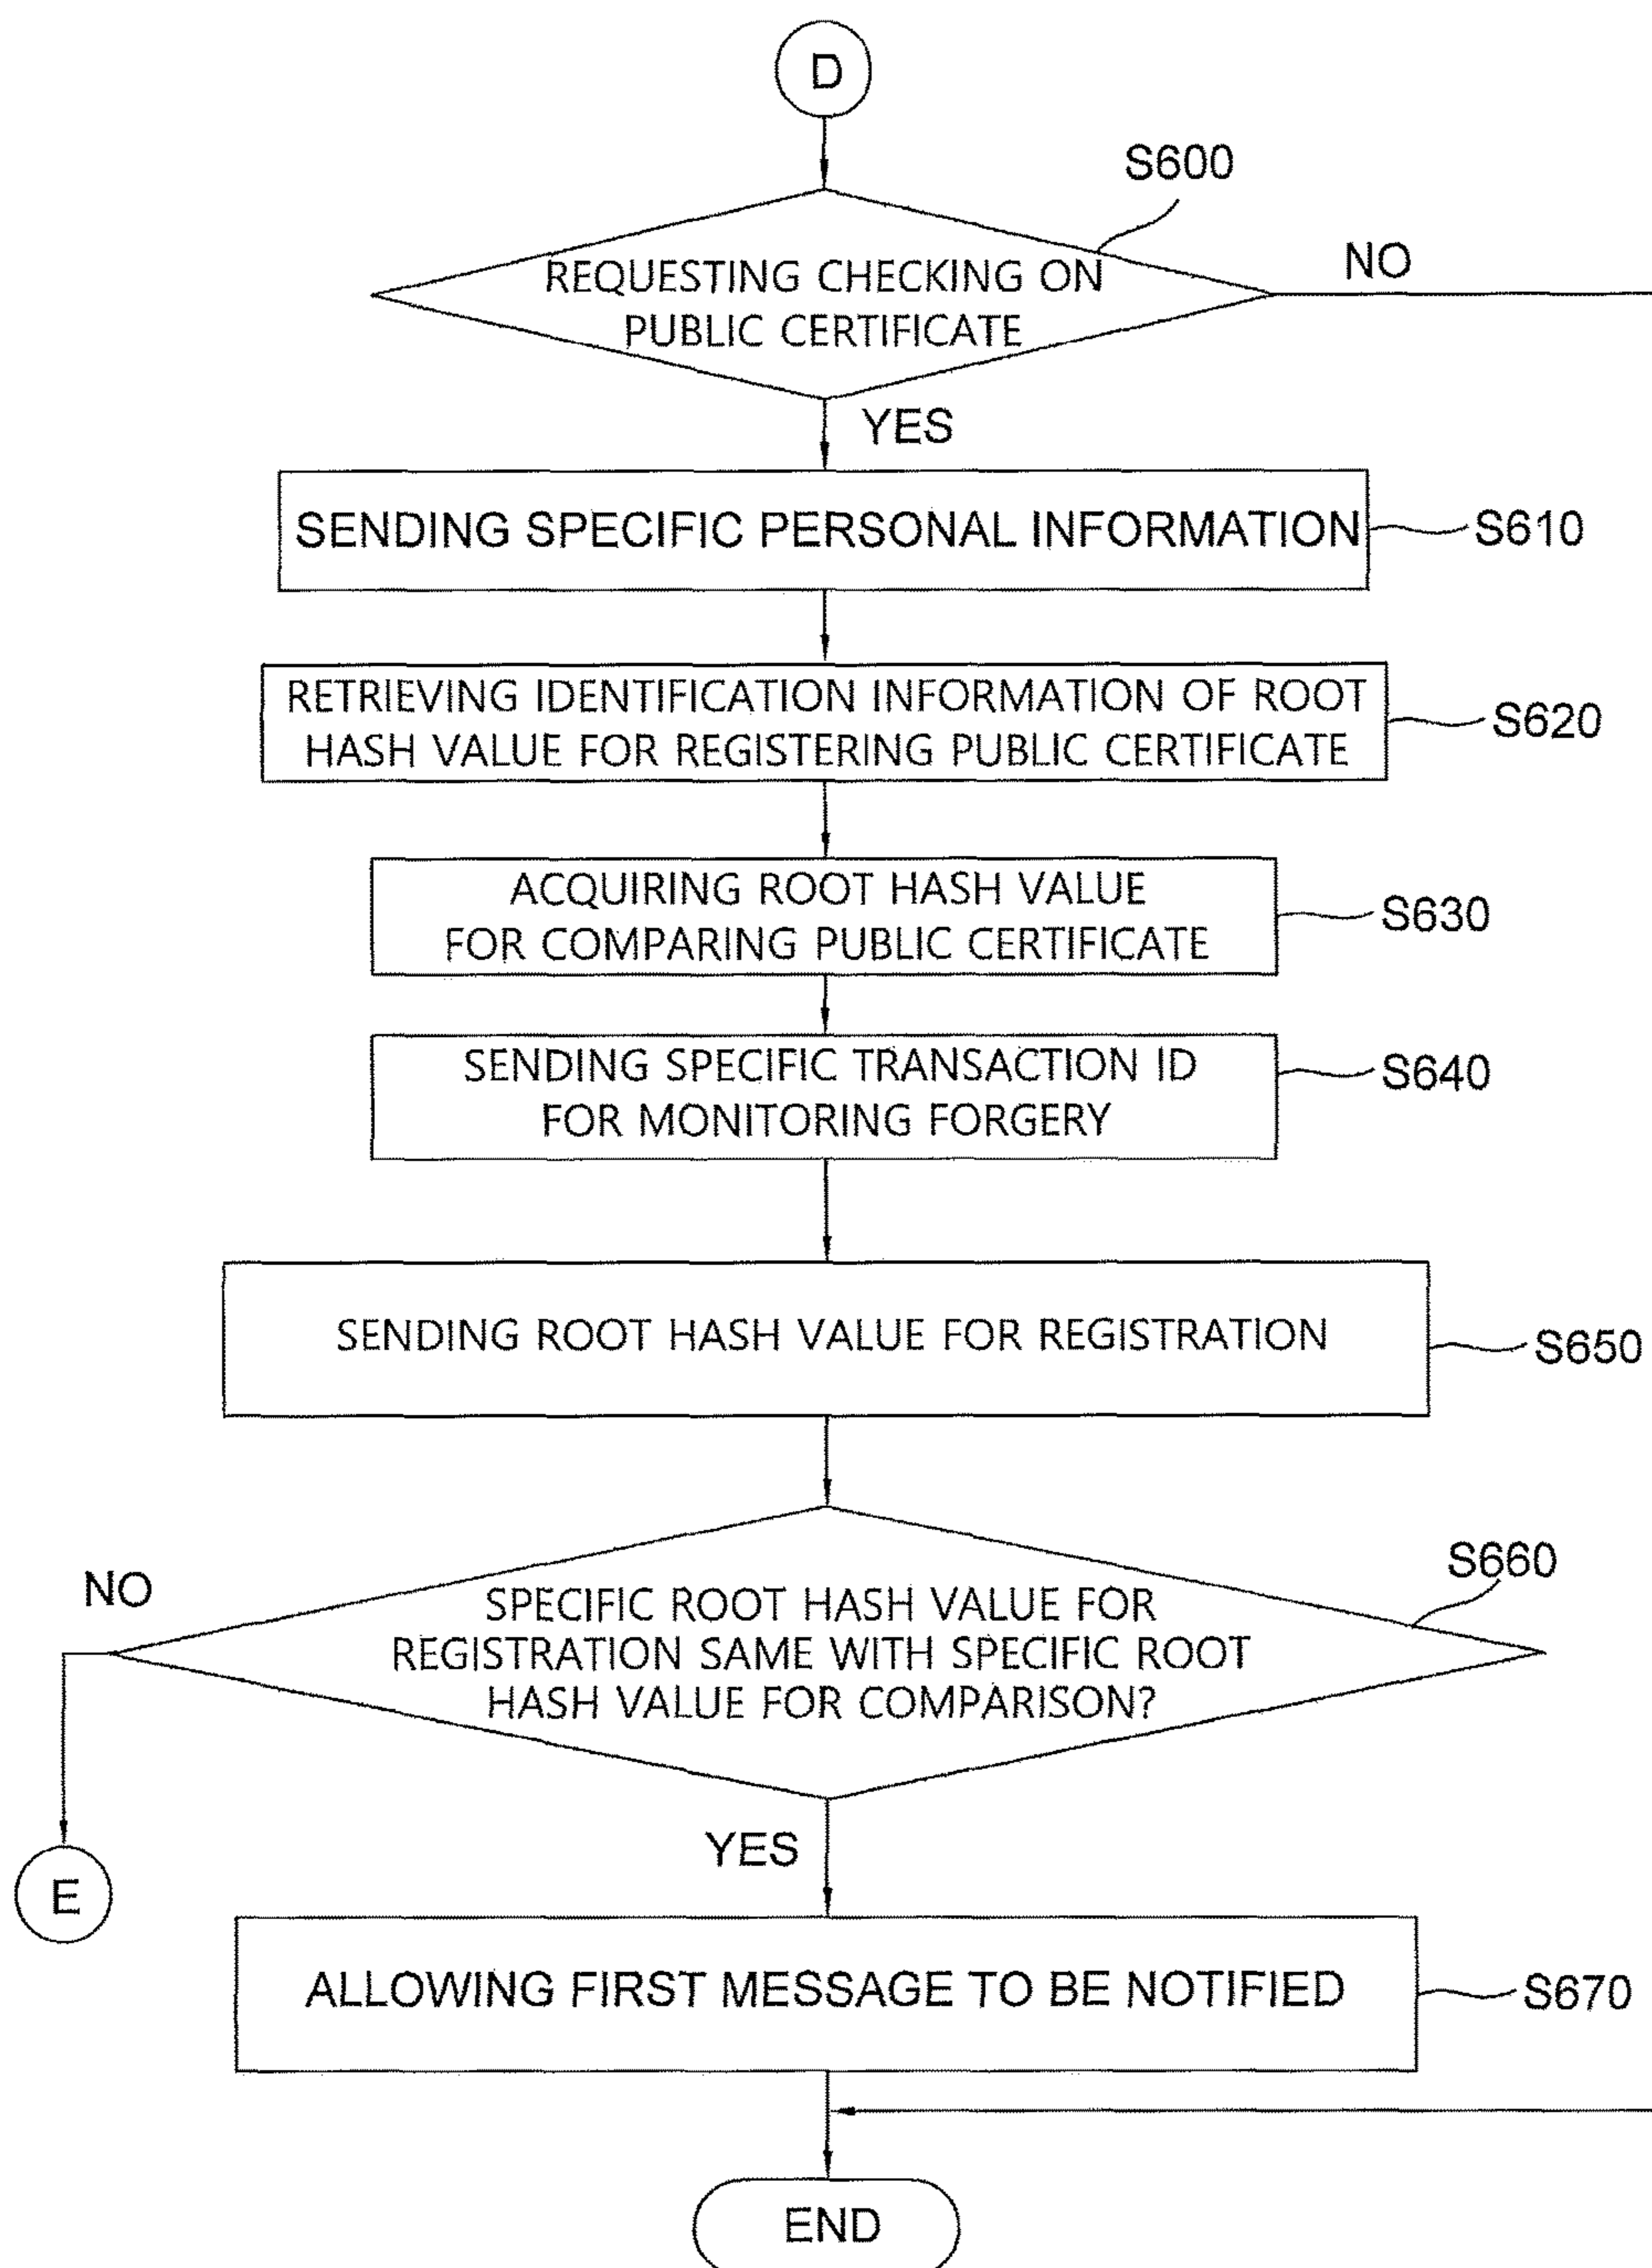 D
S600
REQUESTING CHECKING ON
PUBLIC CERTIFICATE
NO
YES
SENDING SPECIFIC PERSONAL INFORMATION
S610
RETRIEVING IDENTIFICATION INFORMATION OF ROOT
HASH VALUE FOR REGISTERING PUBLIC CERTIFICATE
S620
ACQUIRING ROOT HASH VALUE
FOR COMPARING PUBLIC CERTIFICATE
S630
SENDING SPECIFIC TRANSACTION ID
FOR MONITORING FORGERY
S640
SENDING ROOT HASH VALUE FOR REGISTRATION
S650
S660
NO
SPECIFIC ROOT HASH VALUE FOR
REGISTRATION SAME WITH SPECIFIC ROOT
HASH VALUE FOR COMPARISON?
YES
E
ALLOWING FIRST MESSAGE TO BE NOTIFIED
S670
END